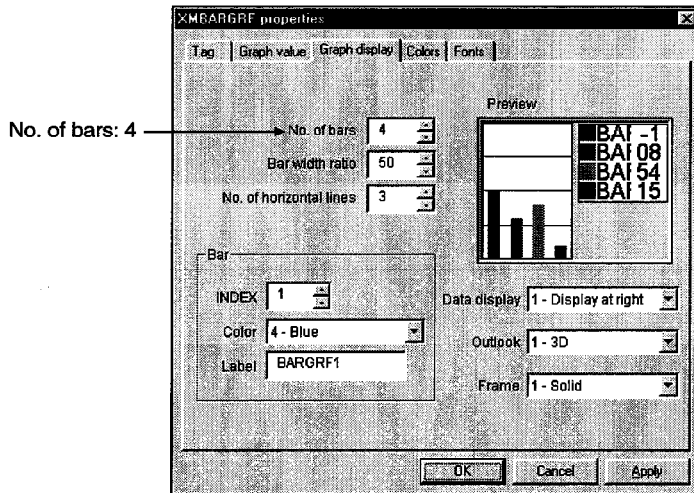 XMBARGRF properties
Tag Graph value Graph display Colors Fonts
No. of bars: 4
No. of bars 4
Bar width ratio 50
No. of horizontal lines 3
Preview
BAI -1
BAI 08
BAI 54
BAI 15
Bar
INDEX 1
Color 4 - Blue
Label BARGRF1
Data display 1 - Display at right
Outlook 1 - 3D
Frame 1 - Solid
OK Cancel Apply